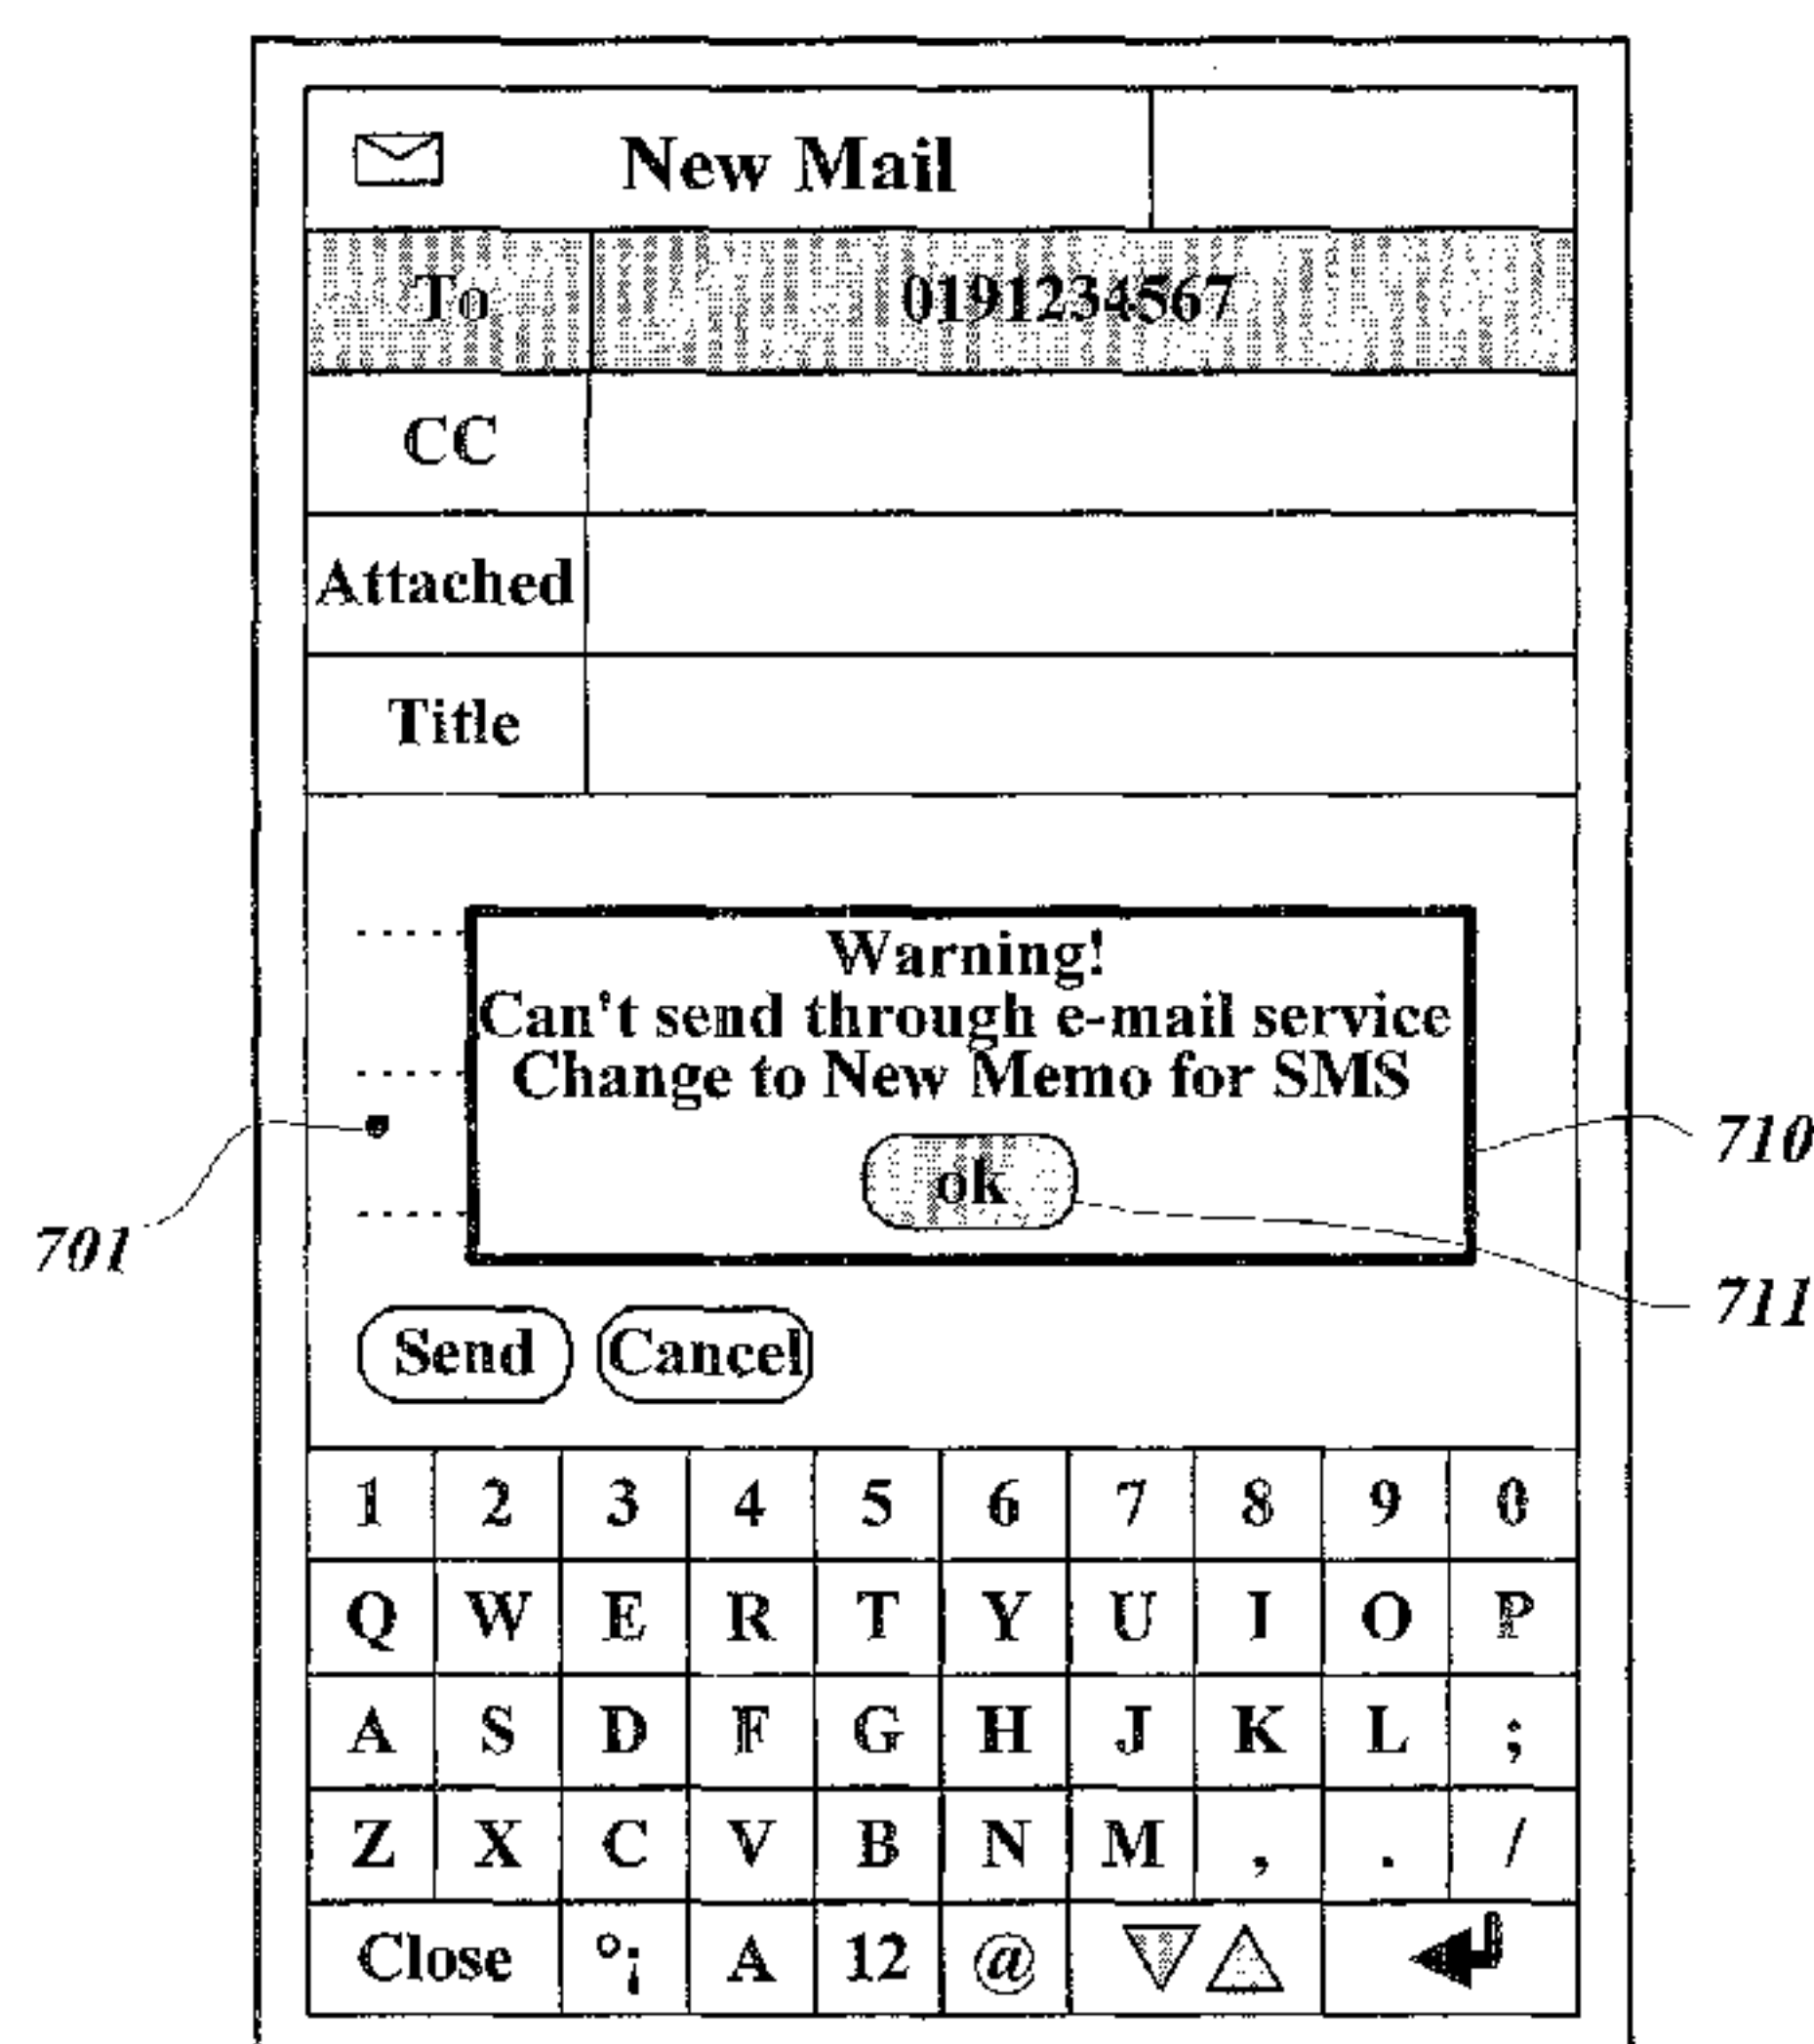 New Mail
To 0191234567
CC
Attached
Title
Warning!
Can't send through e-mail service
Change to New Memo for SMS
ok
710
701
711
Send Cancel
1 2 3 4 5 6 7 8 9 0
Q W E R T Y U I O P
A S D F G H J K L ;
Z X C V B N M , . /
Close °¡ A 12 @